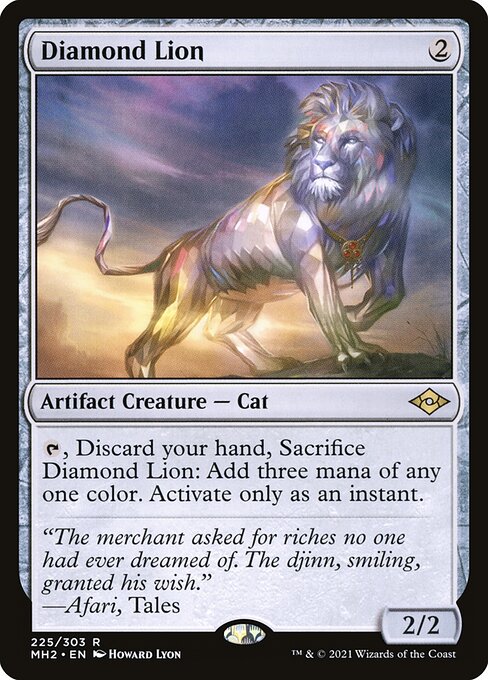 Diamond Lion 2
Artifact Creature — Cat
, Discard your hand, Sacrifice
Diamond Lion: Add three mana of any
one color. Activate only as an instant.
“The merchant asked for riches no one
had ever dreamed of. The djinn, smiling,
granted his wish.”
—Afari, Tales
2/2
225/303 R
MH2 • EN Howard Lyon
™ & © 2021 Wizards of the Coast